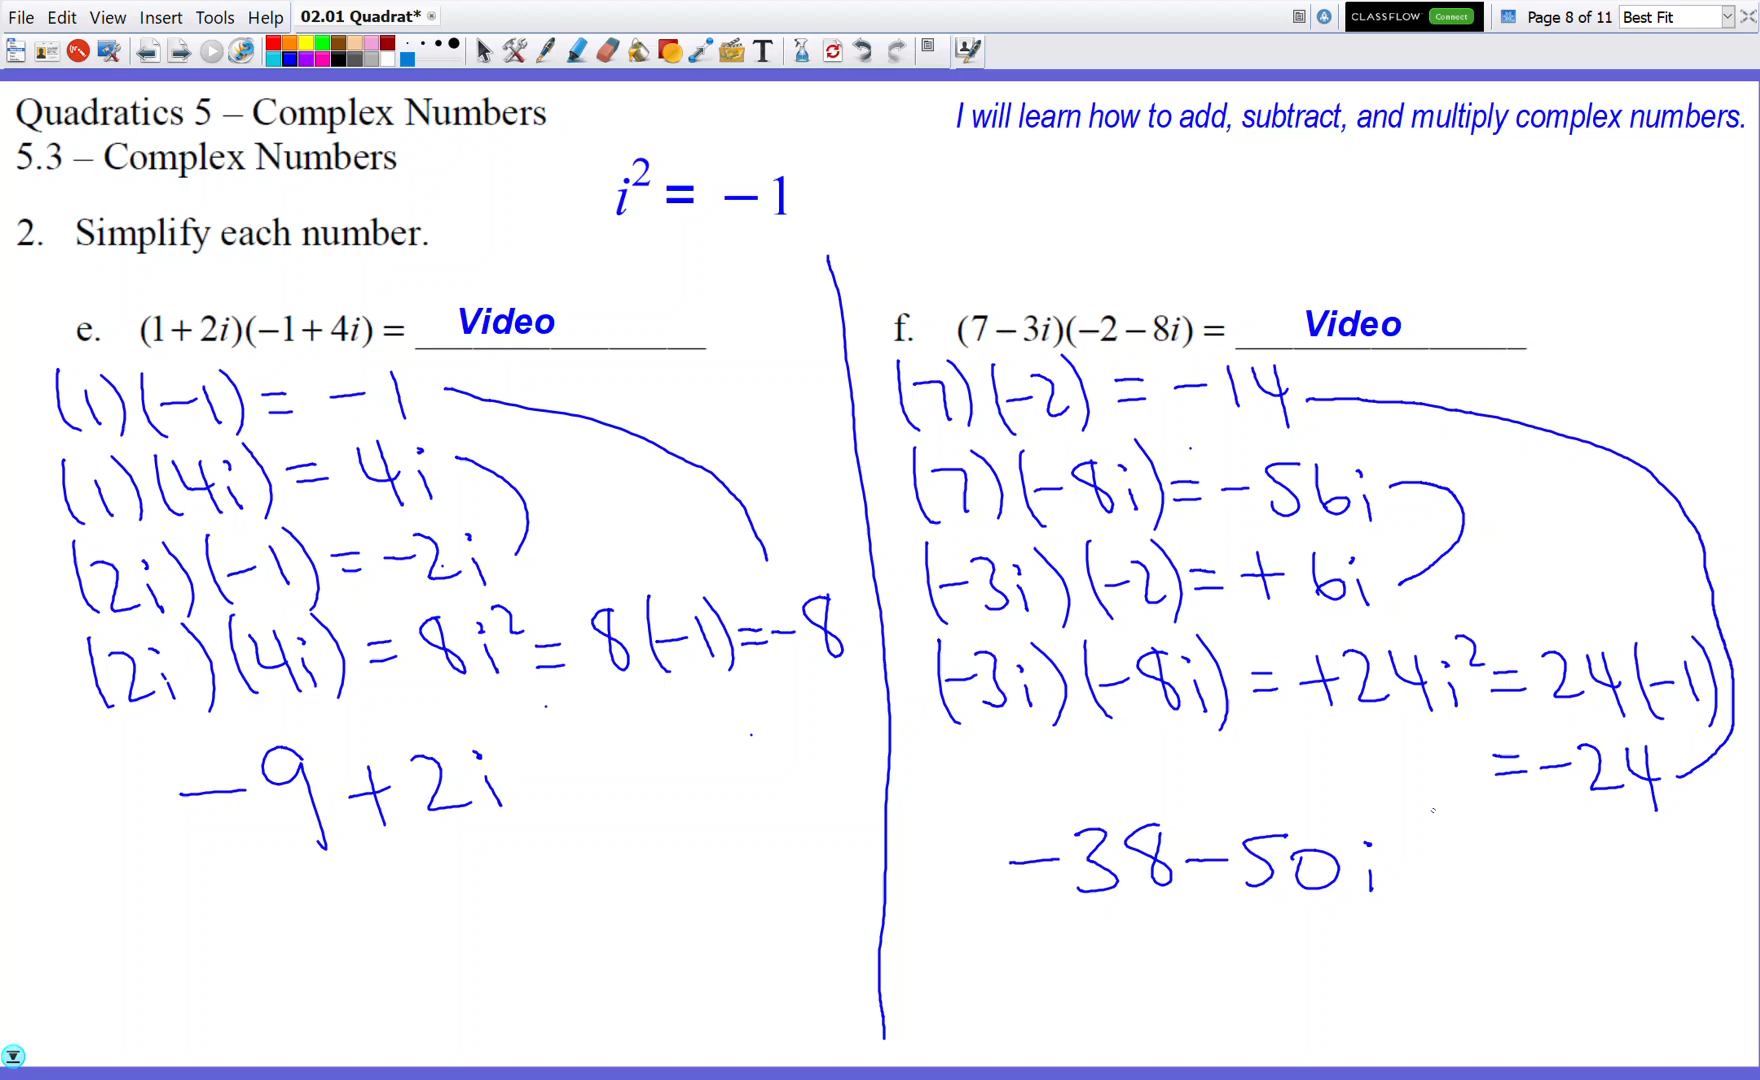 File Edit View Insert Tools Help 02.01 Quadrat* CLASSFLOW Connect Page 8 of 11 Best Fit
Quadratics 5 – Complex Numbers
I will learn how to add, subtract, and multiply complex numbers.
5.3 – Complex Numbers
i² = −1
2. Simplify each number.
e. (1+2i)(−1+4i) = Video
(1)(−1) = −1
(1)(4i) = 4i
(2i)(−1) = −2i
(2i)(4i) = 8i² = 8(−1) = −8
−9+2i
f. (7−3i)(−2−8i) = Video
(7)(−2) = −14
(7)(−8i) = −56i
(−3i)(−2) = +6i
(−3i)(−8i) = +24i² = 24(−1)
= −24
−38−50i